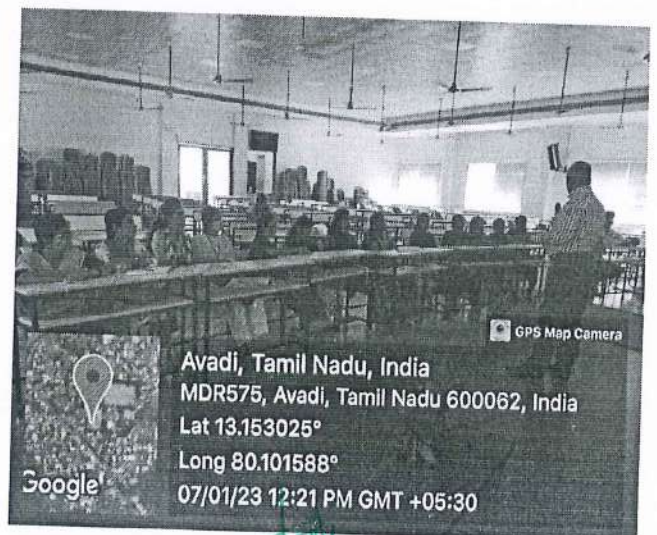 GPS Map Camera
Avadi, Tamil Nadu, India
MDR575, Avadi, Tamil Nadu 600062, India
Lat 13.153025°
Long 80.101588°
Google
07/01/23 12:21 PM GMT +05:30